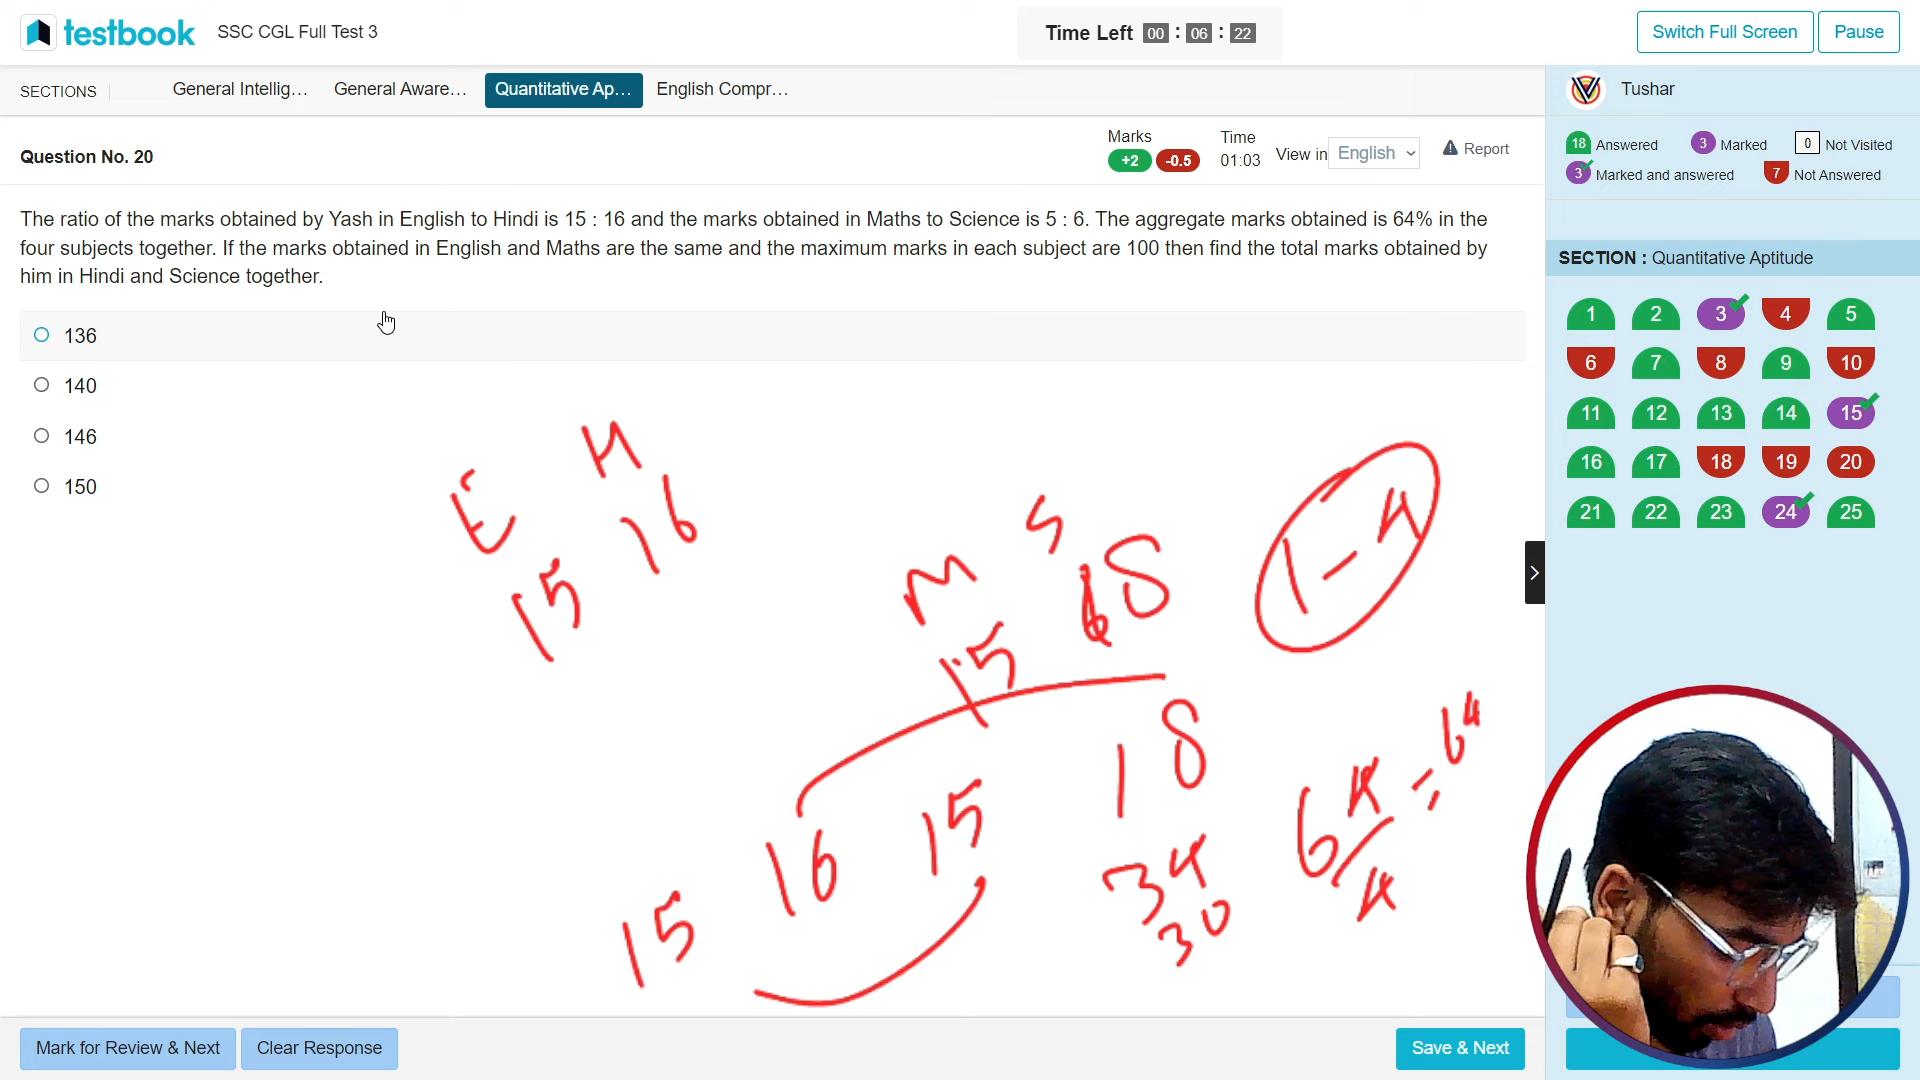 testbook SSC CGL Full Test 3 Time Left 00 : 06 : 22 Switch Full Screen Pause
SECTIONS General Intellig... General Aware... Quantitative Ap... English Compr...
Tushar
Question No. 20
Marks
+2 -0.5
Time
01:03
View in English
Report
18 Answered 3 Marked 0 Not Visited
3 Marked and answered 7 Not Answered
The ratio of the marks obtained by Yash in English to Hindi is 15 : 16 and the marks obtained in Maths to Science is 5 : 6. The aggregate marks obtained is 64% in the
four subjects together. If the marks obtained in English and Maths are the same and the maximum marks in each subject are 100 then find the total marks obtained by
him in Hindi and Science together.
136
140
146
150
SECTION : Quantitative Aptitude
1 2 3 4 5
6 7 8 9 10
11 12 13 14 15
16 17 18 19 20
21 22 23 24 25
E H
15 16
M S
15 18
1 - 4
15 16 15 18
34
30
64/4 = 64
Mark for Review & Next Clear Response Save & Next